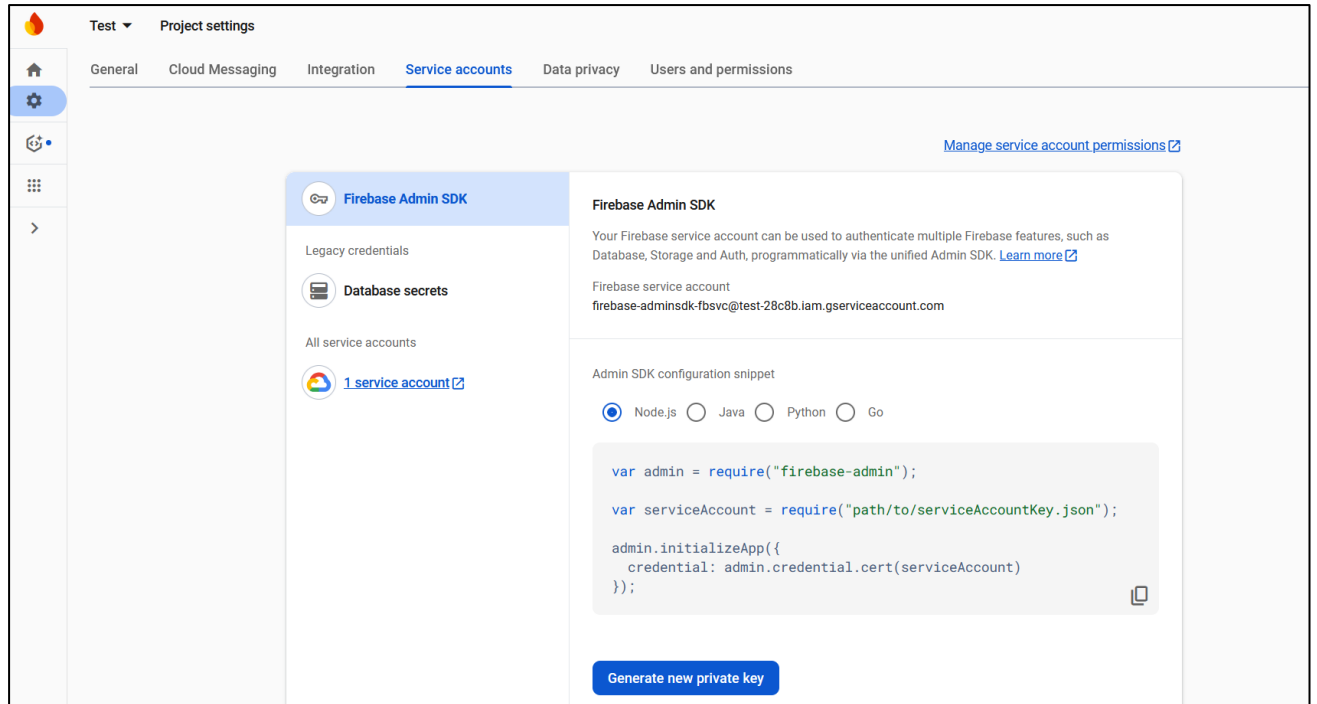 Test Project settings
General Cloud Messaging Integration Service accounts Data privacy Users and permissions
Manage service account permissions
Firebase Admin SDK
Legacy credentials
Database secrets
All service accounts
1 service account
Firebase Admin SDK
Your Firebase service account can be used to authenticate multiple Firebase features, such as
Database, Storage and Auth, programmatically via the unified Admin SDK. Learn more
Firebase service account
firebase-adminsdk-fbsvc@test-28c8b.iam.gserviceaccount.com
Admin SDK configuration snippet
Node.js Java Python Go
var admin = require("firebase-admin");
var serviceAccount = require("path/to/serviceAccountKey.json");
admin.initializeApp({
  credential: admin.credential.cert(serviceAccount)
});
Generate new private key